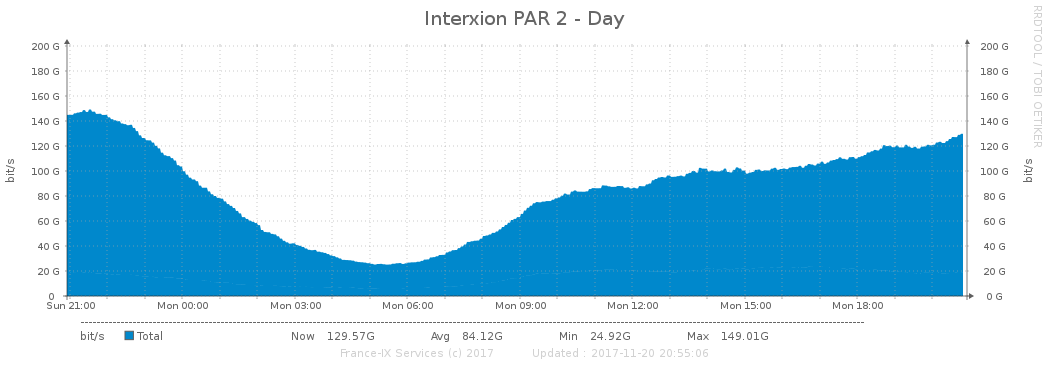 Interxion PAR 2 - Day
RRDTOOL / TOBI OETIKER
bit/s
bit/s
200 G 200 G
180 G 180 G
160 G 160 G
140 G 140 G
120 G 120 G
100 G 100 G
80 G 80 G
60 G 60 G
40 G 40 G
20 G 20 G
0 0 G
Sun 21:00 Mon 00:00 Mon 03:00 Mon 06:00 Mon 09:00 Mon 12:00 Mon 15:00 Mon 18:00
bit/s Total Now 129.57G Avg 84.12G Min 24.92G Max 149.01G
France-IX Services (c) 2017 Updated : 2017-11-20 20:55:06